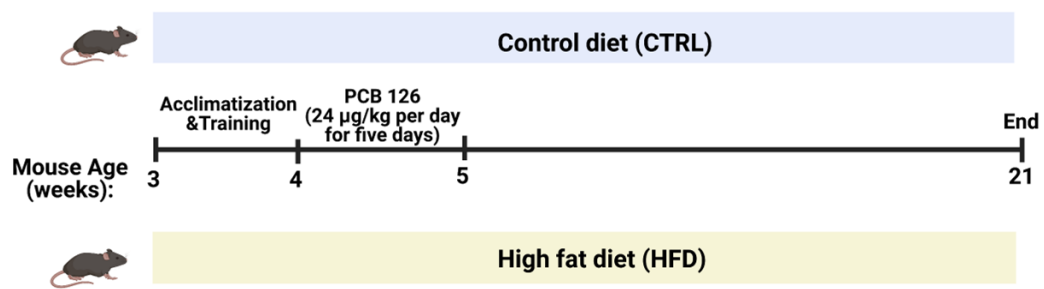 Control diet (CTRL)
Acclimatization
&Training
PCB 126
(24 µg/kg per day
for five days)
End
Mouse Age
(weeks):
3
4
5
21
High fat diet (HFD)